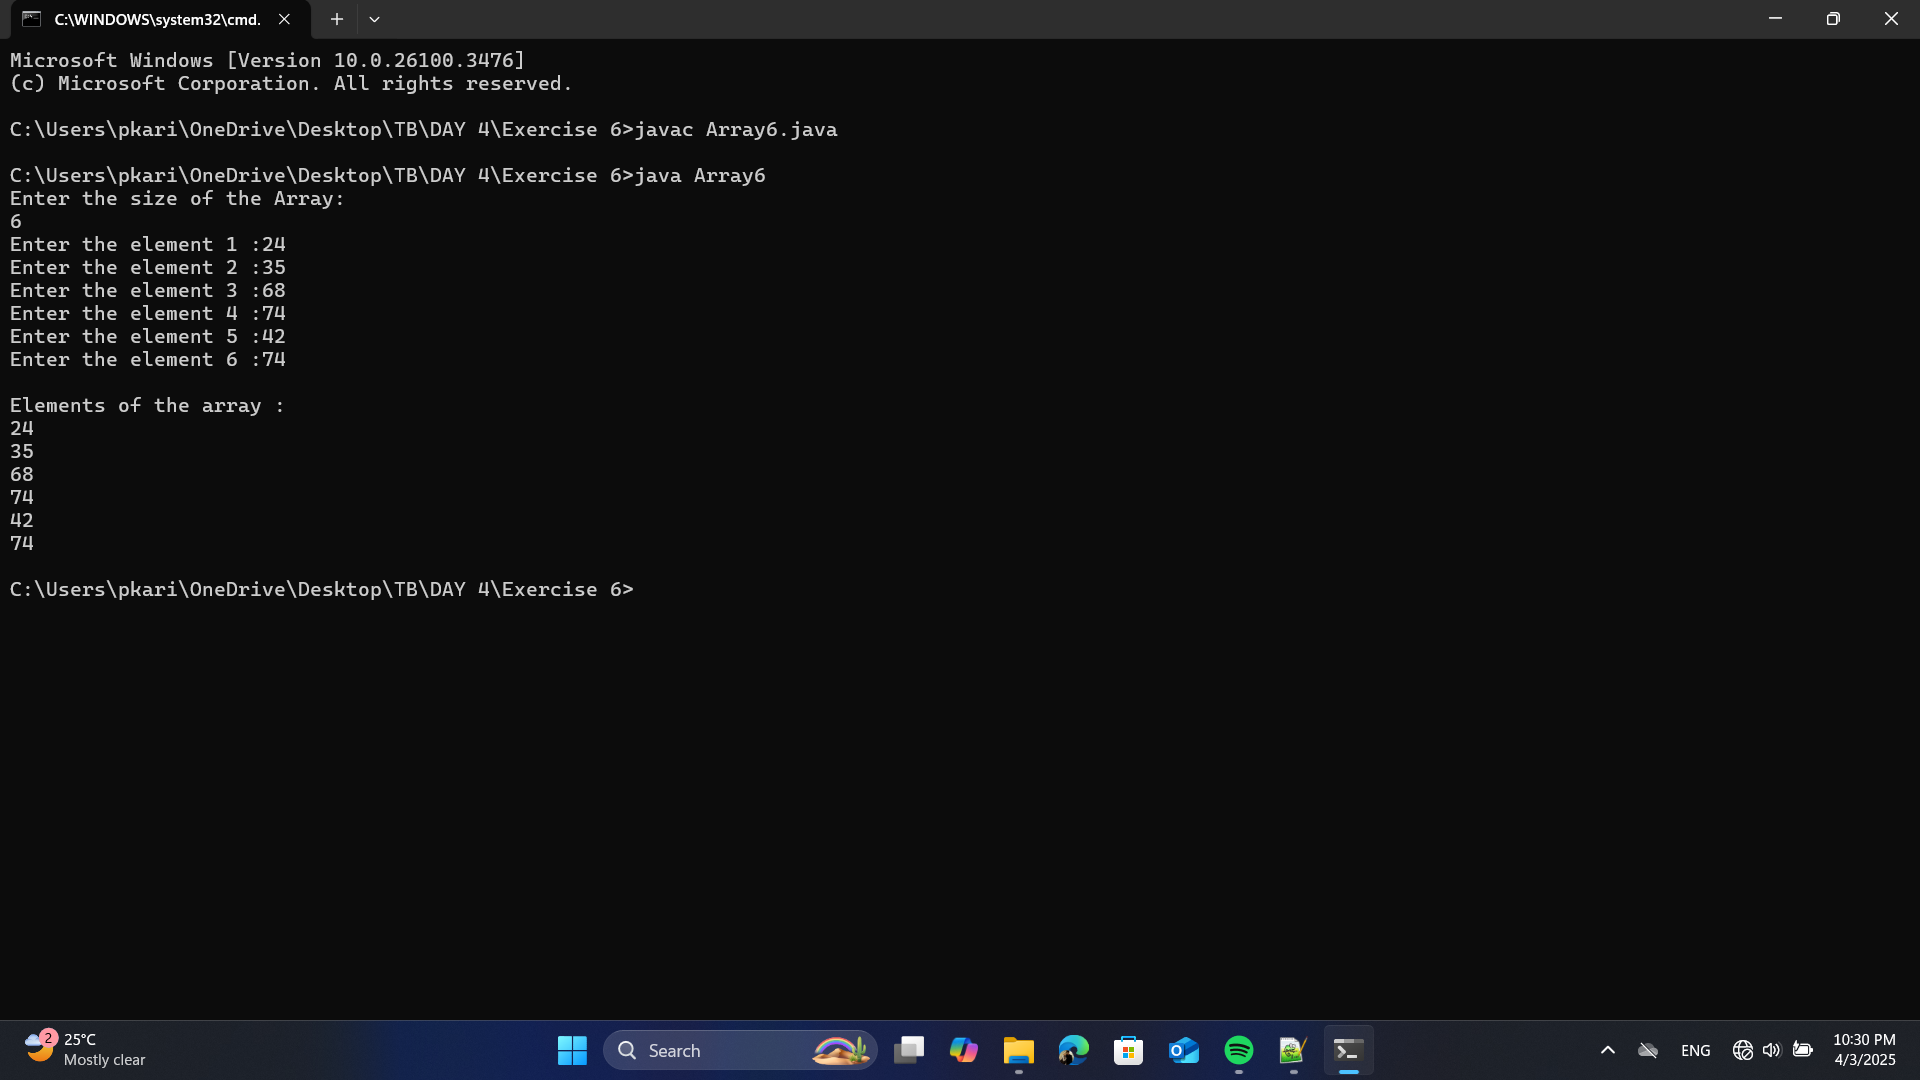 C:\WINDOWS\system32\cmd.
Microsoft Windows [Version 10.0.26100.3476]
(c) Microsoft Corporation. All rights reserved.
C:\Users\pkari\OneDrive\Desktop\TB\DAY 4\Exercise 6>javac Array6.java
C:\Users\pkari\OneDrive\Desktop\TB\DAY 4\Exercise 6>java Array6
Enter the size of the Array:
6
Enter the element 1 :24
Enter the element 2 :35
Enter the element 3 :68
Enter the element 4 :74
Enter the element 5 :42
Enter the element 6 :74
Elements of the array :
24
35
68
74
42
74
C:\Users\pkari\OneDrive\Desktop\TB\DAY 4\Exercise 6>
2
25°C
Mostly clear
Search
ENG
10:30 PM
4/3/2025